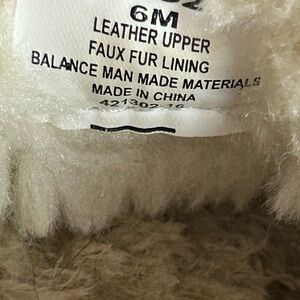 6M
LEATHER UPPER
FAUX FUR LINING
BALANCE MAN MADE MATERIALS
MADE IN CHINA